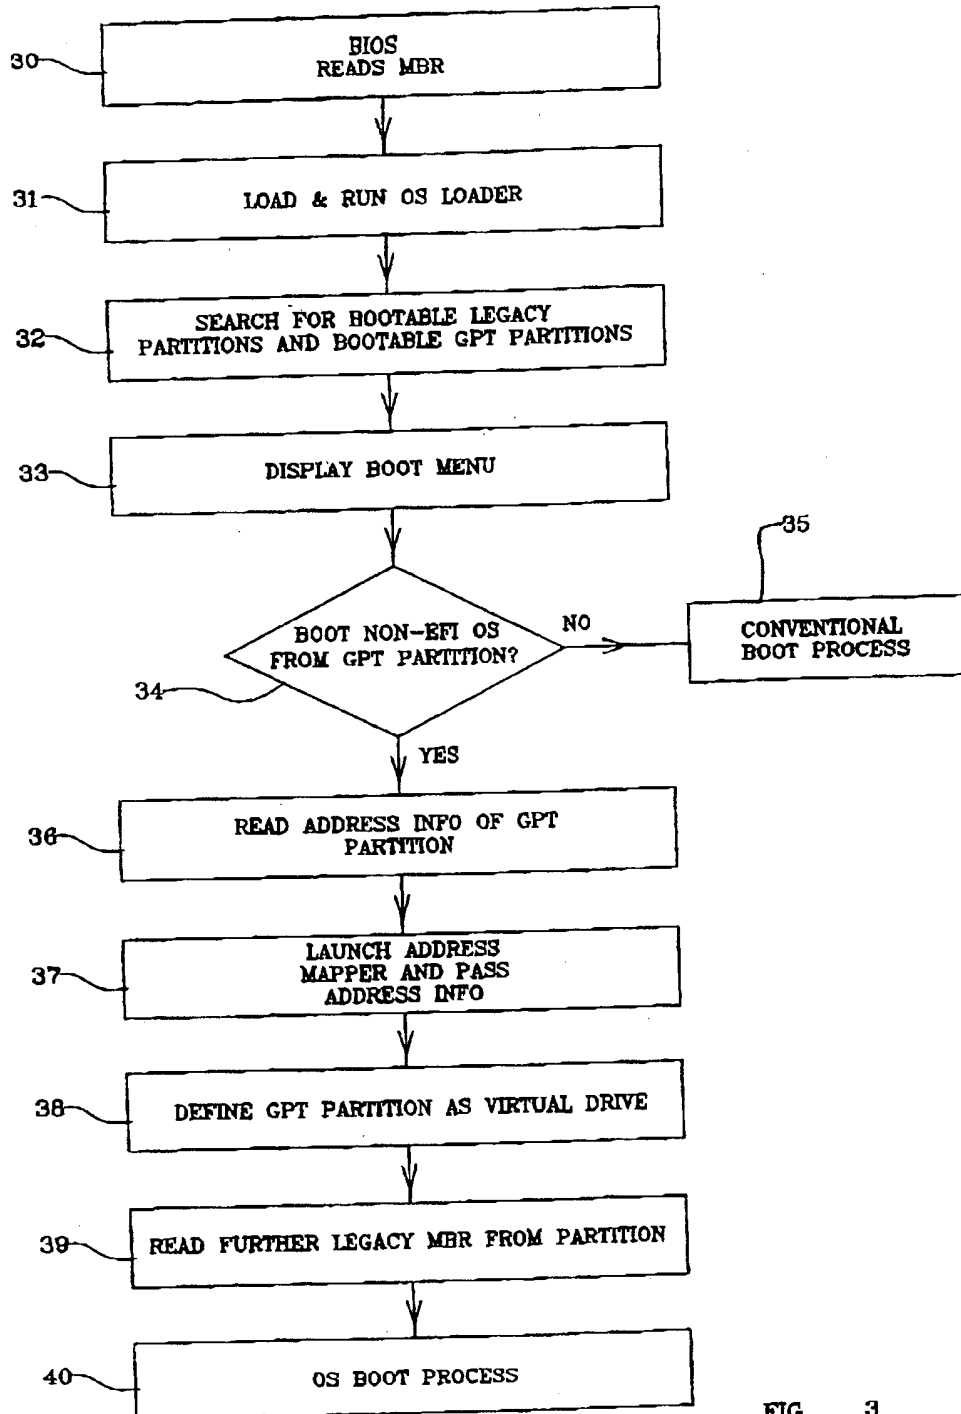 30
BIOS
READS MBR
31
LOAD & RUN OS LOADER
32
SEARCH FOR BOOTABLE LEGACY
PARTITIONS AND BOOTABLE GPT PARTITIONS
33
DISPLAY BOOT MENU
35
34
BOOT NON-EFI OS
FROM GPT PARTITION?
NO
CONVENTIONAL
BOOT PROCESS
YES
36
READ ADDRESS INFO OF GPT
PARTITION
37
LAUNCH ADDRESS
MAPPER AND PASS
ADDRESS INFO
38
DEFINE GPT PARTITION AS VIRTUAL DRIVE
39
READ FURTHER LEGACY MBR FROM PARTITION
40
OS BOOT PROCESS
FIG 3